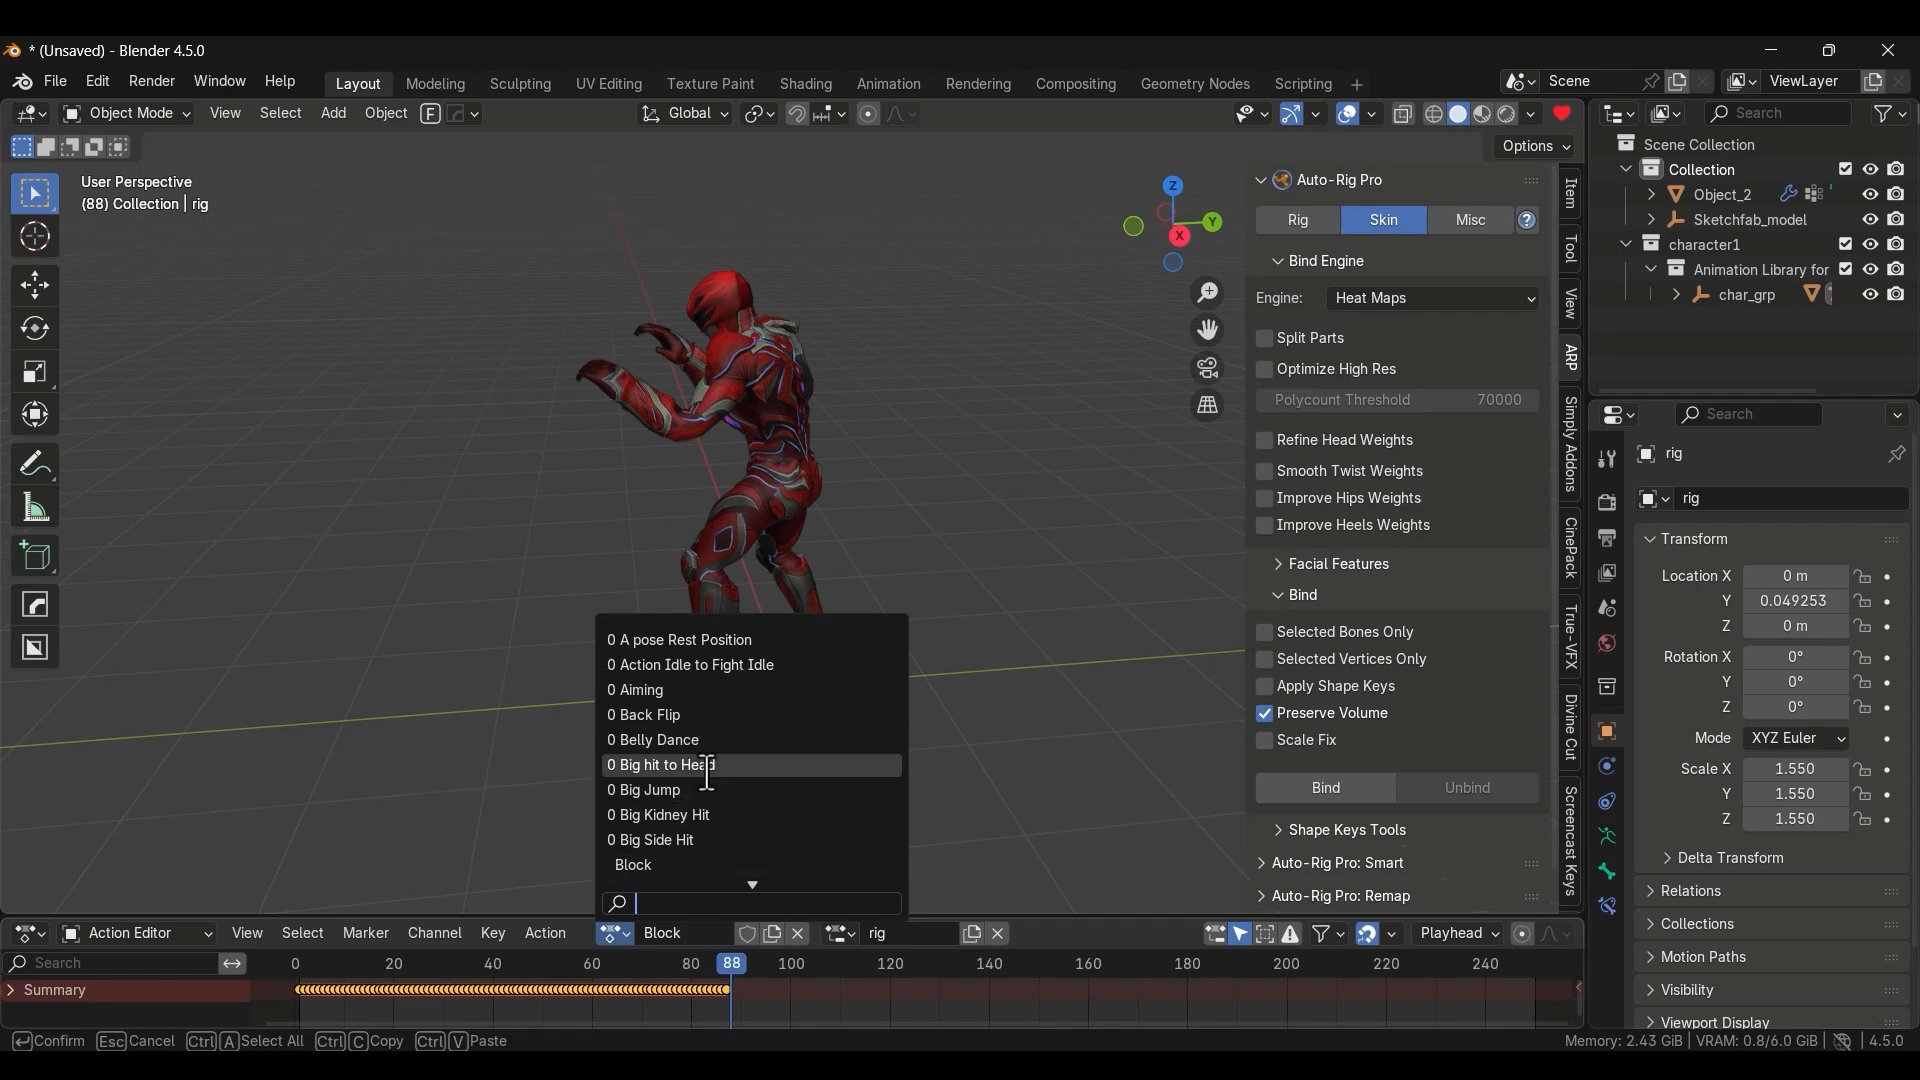 * (Unsaved) - Blender 4.5.0
File Edit Render Window Help Layout Modeling Sculpting UV Editing Texture Paint Shading Animation Rendering Compositing Geometry Nodes Scripting + Scene ViewLayer
Object Mode View Select Add Object F Global Search
Options
User Perspective
(88) Collection | rig
Z
Y
X
Auto-Rig Pro
Rig Skin Misc ?
Bind Engine
Engine: Heat Maps
Split Parts
Optimize High Res
Polycount Threshold 70000
Refine Head Weights
Smooth Twist Weights
Improve Hips Weights
Improve Heels Weights
Facial Features
Bind
Selected Bones Only
Selected Vertices Only
Apply Shape Keys
Preserve Volume
Scale Fix
Bind Unbind
Shape Keys Tools
Auto-Rig Pro: Smart
Auto-Rig Pro: Remap
Item
Tool
View
ARP
Simply Addons
CinePack
True-VFX
Divine Cut
Screencast Keys
Scene Collection
Collection
Object_2
Sketchfab_model
character1
Animation Library for
char_grp
Search
rig
rig
Transform
Location X 0 m
Y 0.049253
Z 0 m
Rotation X 0°
Y 0°
Z 0°
Mode XYZ Euler
Scale X 1.550
Y 1.550
Z 1.550
Delta Transform
Relations
Collections
Motion Paths
Visibility
Viewport Display
0 A pose Rest Position
0 Action Idle to Fight Idle
0 Aiming
0 Back Flip
0 Belly Dance
0 Big hit to Head
0 Big Jump
0 Big Kidney Hit
0 Big Side Hit
Block
Action Editor View Select Marker Channel Key Action Block rig Playhead
Search 0 20 40 60 80 88 100 120 140 160 180 200 220 240
Summary
Confirm Esc Cancel Ctrl A Select All Ctrl C Copy Ctrl V Paste Memory: 2.43 GiB | VRAM: 0.8/6.0 GiB | 4.5.0